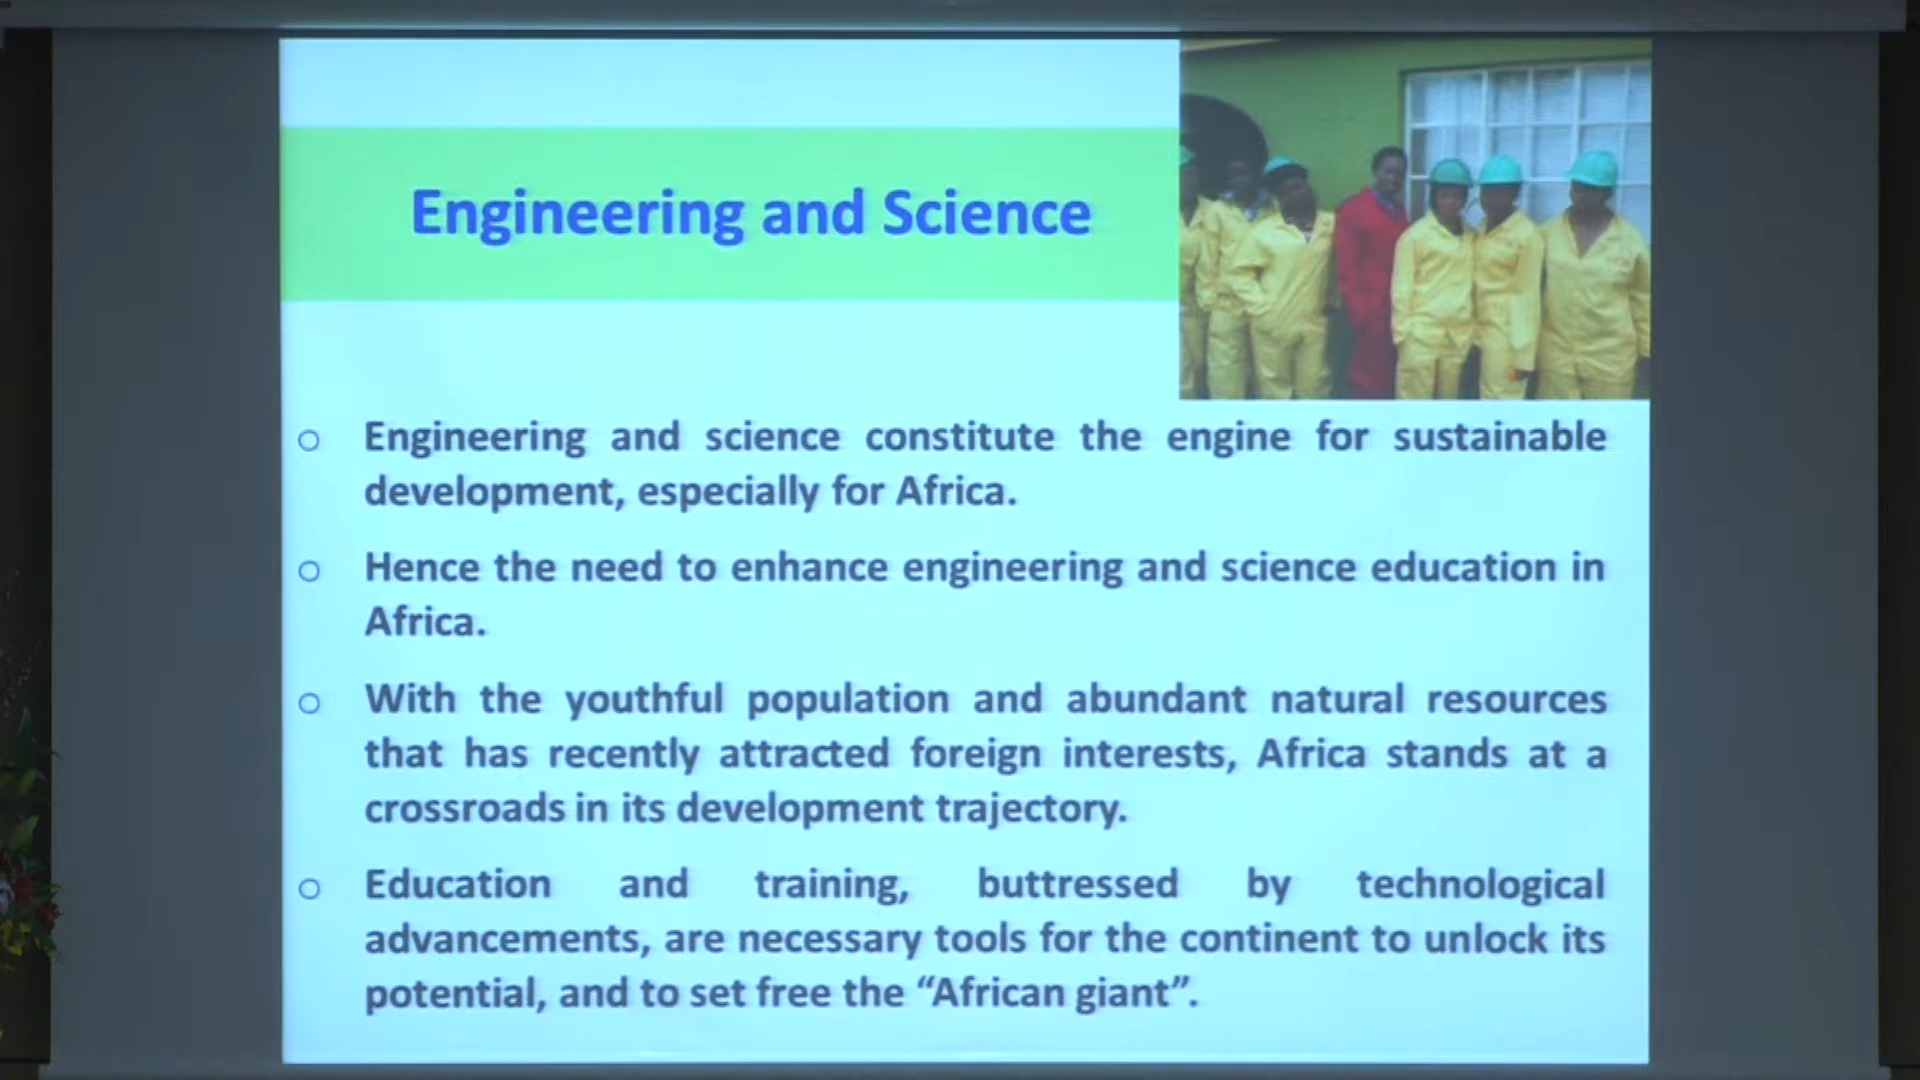 Engineering and Science
Engineering and science constitute the engine for sustainable
development, especially for Africa.
Hence the need to enhance engineering and science education in
Africa.
With the youthful population and abundant natural resources
that has recently attracted foreign interests, Africa stands at a
crossroads in its development trajectory.
Education and training, buttressed by technological
advancements, are necessary tools for the continent to unlock its
potential, and to set free the “African giant”.